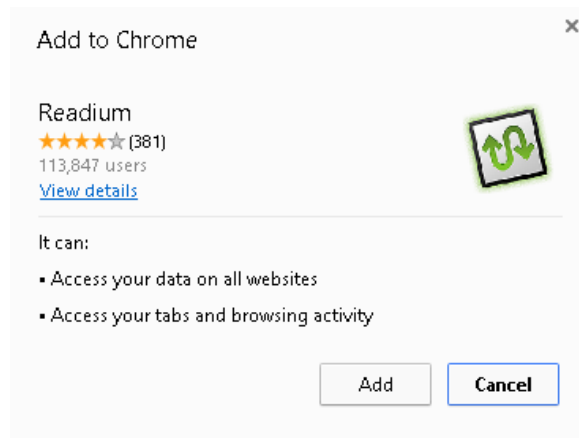 Add to Chrome
Readium
(381)
113,847 users
View details
It can:
▪ Access your data on all websites
▪ Access your tabs and browsing activity
Add Cancel